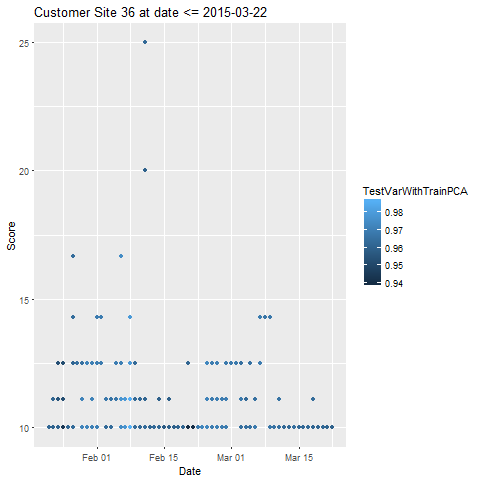 Customer Site 36 at date <= 2015-03-22
25
20
15
10
Score
Feb 01 Feb 15 Mar 01 Mar 15
Date
TestVarWithTrainPCA
0.98
0.97
0.96
0.95
0.94